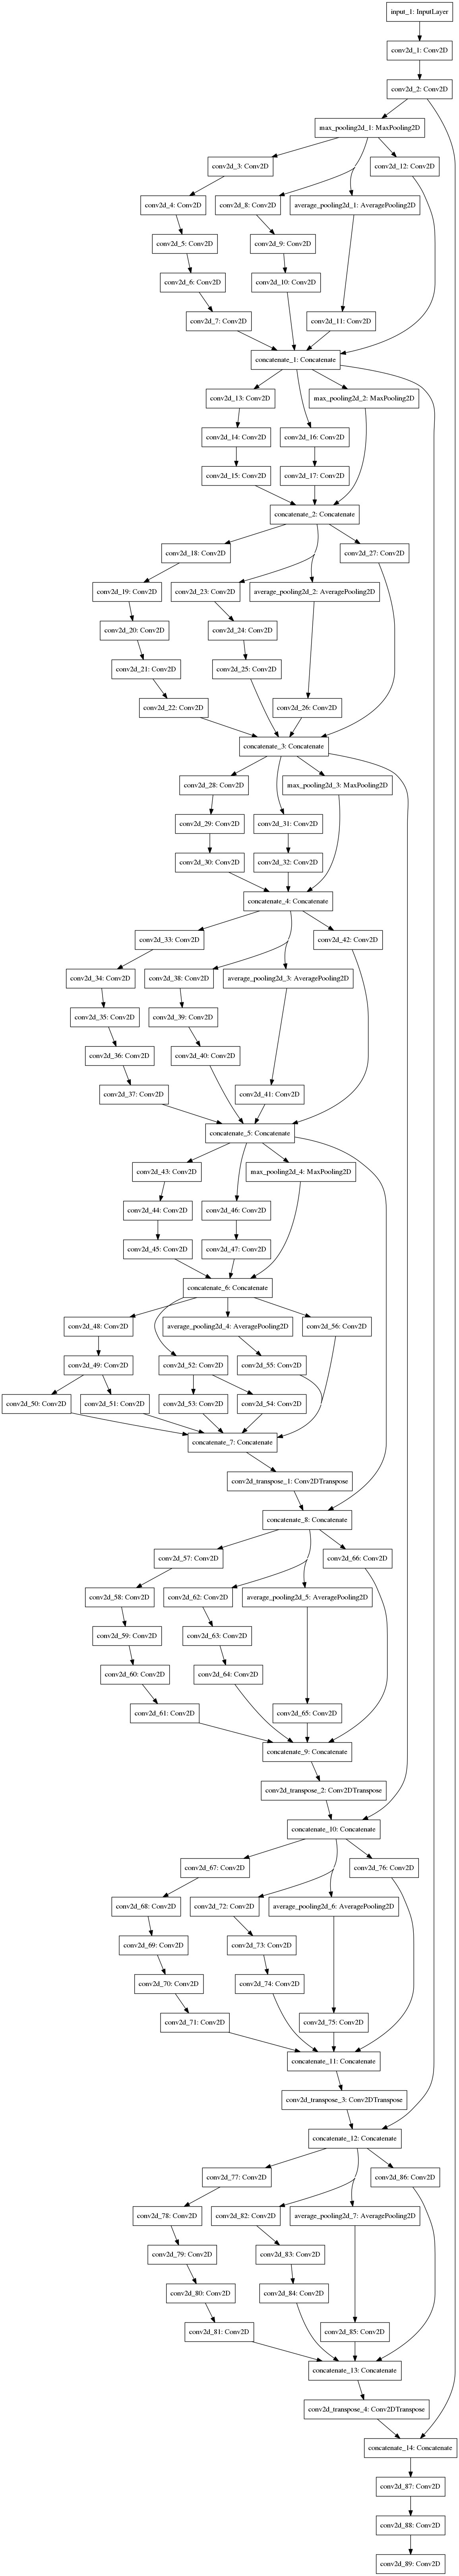 input_1: InputLayer
conv2d_1: Conv2D
conv2d_2: Conv2D
max_pooling2d_1: MaxPooling2D
conv2d_3: Conv2D
conv2d_12: Conv2D
conv2d_4: Conv2D
conv2d_8: Conv2D
average_pooling2d_1: AveragePooling2D
conv2d_5: Conv2D
conv2d_9: Conv2D
conv2d_6: Conv2D
conv2d_10: Conv2D
conv2d_7: Conv2D
conv2d_11: Conv2D
concatenate_1: Concatenate
conv2d_13: Conv2D
max_pooling2d_2: MaxPooling2D
conv2d_14: Conv2D
conv2d_16: Conv2D
conv2d_15: Conv2D
conv2d_17: Conv2D
concatenate_2: Concatenate
conv2d_18: Conv2D
conv2d_27: Conv2D
conv2d_19: Conv2D
conv2d_23: Conv2D
average_pooling2d_2: AveragePooling2D
conv2d_20: Conv2D
conv2d_24: Conv2D
conv2d_21: Conv2D
conv2d_25: Conv2D
conv2d_22: Conv2D
conv2d_26: Conv2D
concatenate_3: Concatenate
conv2d_28: Conv2D
max_pooling2d_3: MaxPooling2D
conv2d_29: Conv2D
conv2d_31: Conv2D
conv2d_30: Conv2D
conv2d_32: Conv2D
concatenate_4: Concatenate
conv2d_33: Conv2D
conv2d_42: Conv2D
conv2d_34: Conv2D
conv2d_38: Conv2D
average_pooling2d_3: AveragePooling2D
conv2d_35: Conv2D
conv2d_39: Conv2D
conv2d_36: Conv2D
conv2d_40: Conv2D
conv2d_37: Conv2D
conv2d_41: Conv2D
concatenate_5: Concatenate
conv2d_43: Conv2D
max_pooling2d_4: MaxPooling2D
conv2d_44: Conv2D
conv2d_46: Conv2D
conv2d_45: Conv2D
conv2d_47: Conv2D
concatenate_6: Concatenate
conv2d_48: Conv2D
average_pooling2d_4: AveragePooling2D
conv2d_56: Conv2D
conv2d_49: Conv2D
conv2d_52: Conv2D
conv2d_55: Conv2D
conv2d_50: Conv2D
conv2d_51: Conv2D
conv2d_53: Conv2D
conv2d_54: Conv2D
concatenate_7: Concatenate
conv2d_transpose_1: Conv2DTranspose
concatenate_8: Concatenate
conv2d_57: Conv2D
conv2d_66: Conv2D
conv2d_58: Conv2D
conv2d_62: Conv2D
average_pooling2d_5: AveragePooling2D
conv2d_59: Conv2D
conv2d_63: Conv2D
conv2d_60: Conv2D
conv2d_64: Conv2D
conv2d_61: Conv2D
conv2d_65: Conv2D
concatenate_9: Concatenate
conv2d_transpose_2: Conv2DTranspose
concatenate_10: Concatenate
conv2d_67: Conv2D
conv2d_76: Conv2D
conv2d_68: Conv2D
conv2d_72: Conv2D
average_pooling2d_6: AveragePooling2D
conv2d_69: Conv2D
conv2d_73: Conv2D
conv2d_70: Conv2D
conv2d_74: Conv2D
conv2d_71: Conv2D
conv2d_75: Conv2D
concatenate_11: Concatenate
conv2d_transpose_3: Conv2DTranspose
concatenate_12: Concatenate
conv2d_77: Conv2D
conv2d_86: Conv2D
conv2d_78: Conv2D
conv2d_82: Conv2D
average_pooling2d_7: AveragePooling2D
conv2d_79: Conv2D
conv2d_83: Conv2D
conv2d_80: Conv2D
conv2d_84: Conv2D
conv2d_81: Conv2D
conv2d_85: Conv2D
concatenate_13: Concatenate
conv2d_transpose_4: Conv2DTranspose
concatenate_14: Concatenate
conv2d_87: Conv2D
conv2d_88: Conv2D
conv2d_89: Conv2D